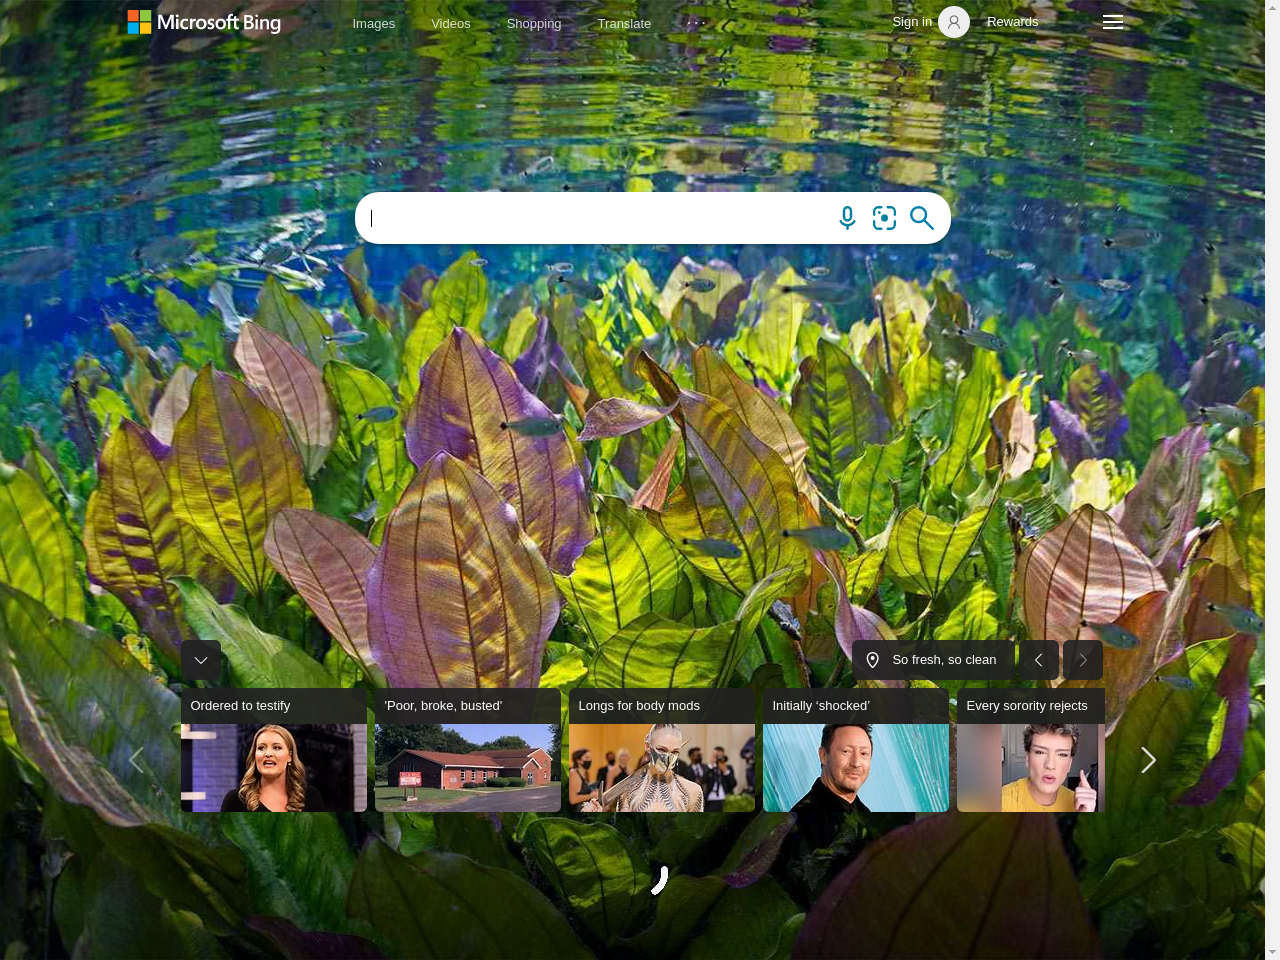 Microsoft Bing
Images
Videos
Shopping
Translate
Sign in
Rewards
So fresh, so clean
Ordered to testify
'Poor, broke, busted'
Longs for body mods
Initially ‘shocked’
Every sorority rejects